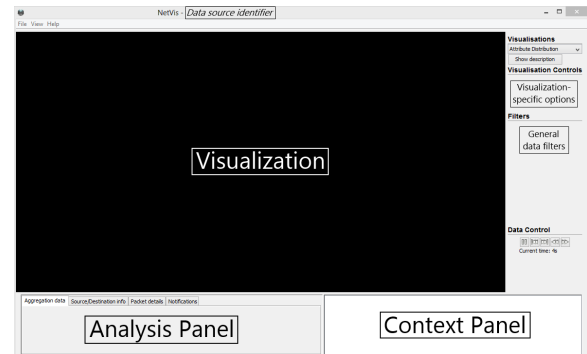 NetVis - Data source identifier
File View Help
Visualisations
Attribute Distribution
Show description
Visualisation Controls
Visualization-
specific options
Filters
General
data filters
Visualization
Data Control
Current time: 4s
Aggregation data Source/Destination info Packet details Notifications
Analysis Panel
Context Panel